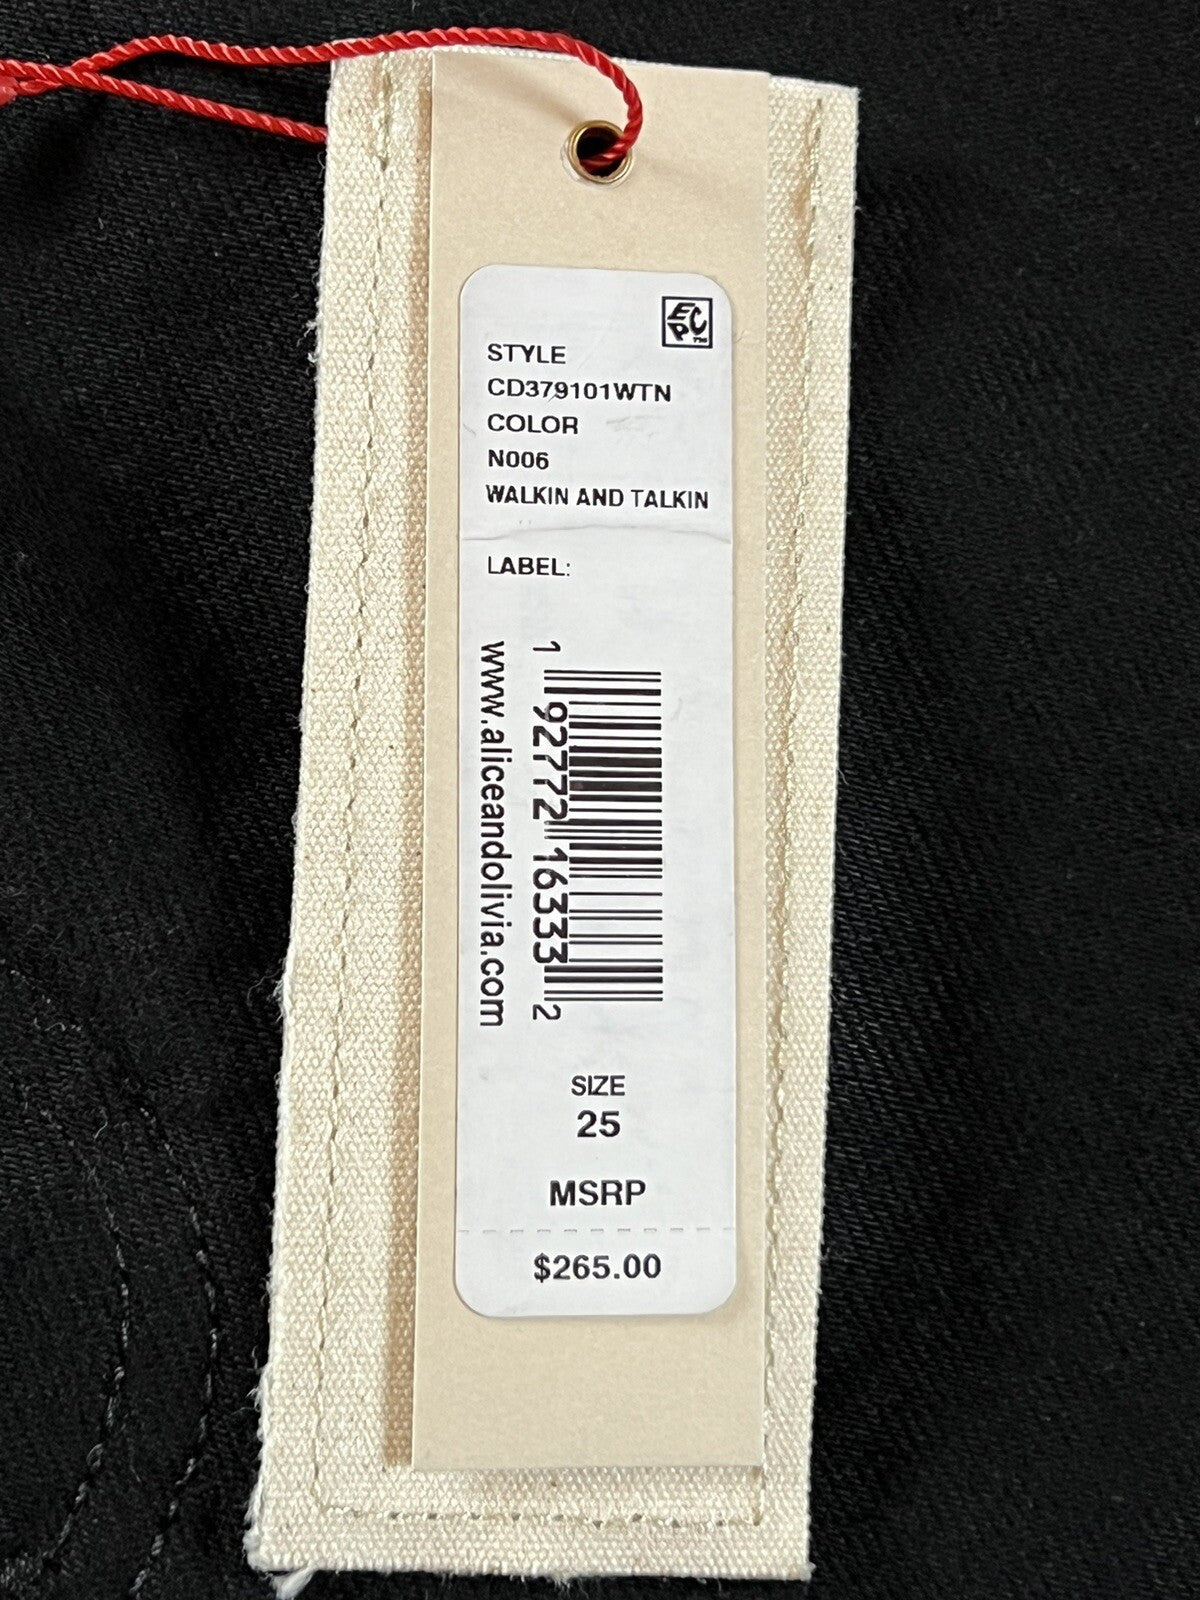 ECP™
STYLE
CD379101WTN
COLOR
N006
WALKIN AND TALKIN
LABEL:
1 92772 16333 2
www.aliceandolivia.com
SIZE
25
MSRP
$265.00